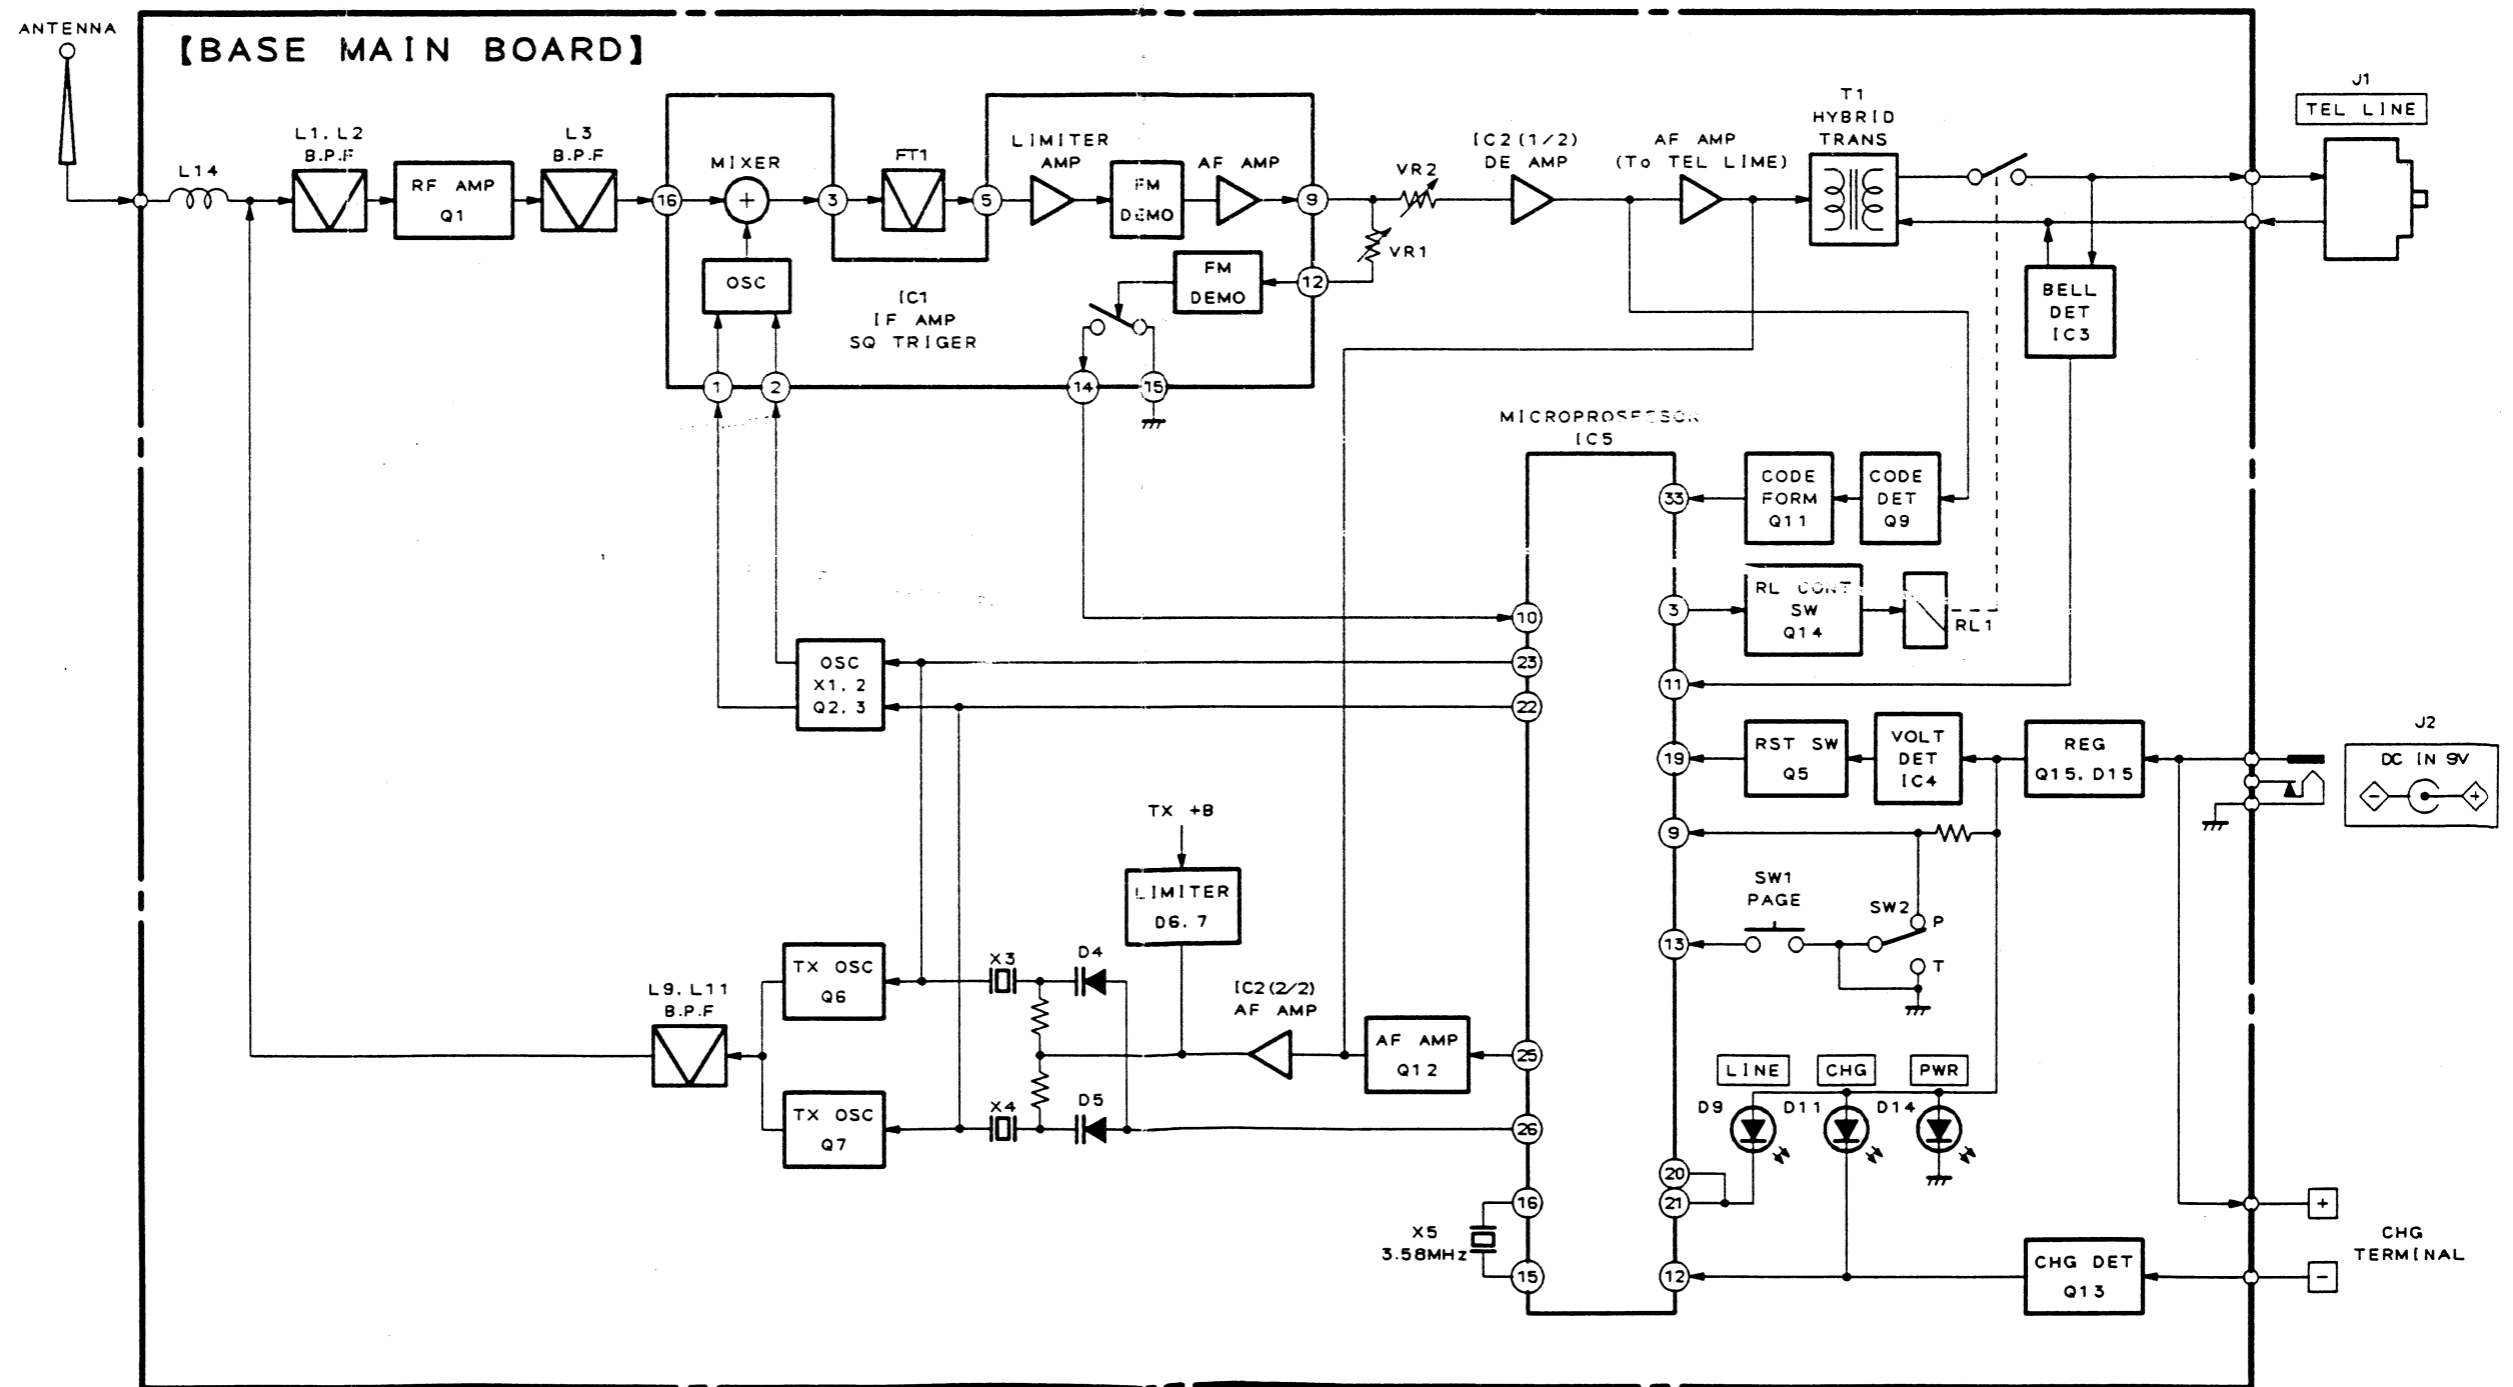 ANTENNA
【BASE MAIN BOARD】
J1
TEL LINE
L14
L1. L2
B.P.F
RF AMP
Q1
L3
B.P.F
16
MIXER
+
OSC
3
FT1
5
LIMITER
AMP
FM
DEMO
AF AMP
9
12
FM
DEMO
IC1
IF AMP
SQ TRIGER
1
2
14
15
VR2
VR1
IC2(1/2)
DE AMP
AF AMP
(To TEL LIME)
T1
HYBRID
TRANS
BELL
DET
IC3
MICROPROSESSOR
IC5
33
CODE
FORM
Q11
CODE
DET
Q9
3
RL CONT
SW
Q14
RL1
10
23
22
11
OSC
X1. 2
Q2. 3
19
RST SW
Q5
VOLT
DET
IC4
REG
Q15. D15
J2
DC IN 9V
-
+
9
SW1
PAGE
SW2
P
T
13
TX +B
LIMITER
D6. 7
L9. L11
B.P.F
TX OSC
Q6
TX OSC
Q7
X3
D4
X4
D5
IC2(2/2)
AF AMP
AF AMP
Q12
25
26
LINE
CHG
PWR
D9
D11
D14
20
21
16
15
X5
3.58MHz
12
CHG DET
Q13
+
-
CHG
TERMINAL